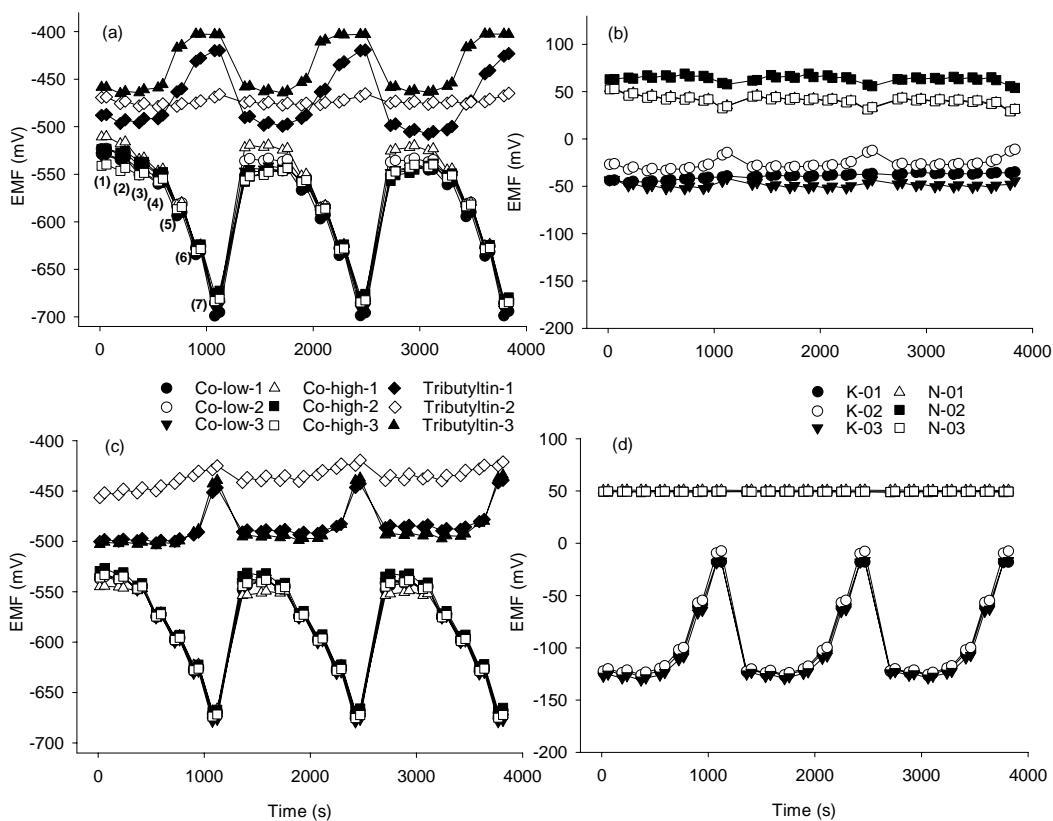 (a)
-400
-450
-500
-550
-600
-650
-700
EMF (mV)
(1)
(2)
(3)
(4)
(5)
(6)
(7)
0 1000 2000 3000 4000
(b)
100
50
0
-50
-100
-150
-200
EMF (mV)
0 1000 2000 3000 4000
Co-low-1 Co-high-1 Tributyltin-1
Co-low-2 Co-high-2 Tributyltin-2
Co-low-3 Co-high-3 Tributyltin-3
K-01 N-01
K-02 N-02
K-03 N-03
(c)
-400
-450
-500
-550
-600
-650
-700
EMF (mV)
0 1000 2000 3000 4000
Time (s)
(d)
100
50
0
-50
-100
-150
-200
EMF (mV)
0 1000 2000 3000 4000
Time (s)